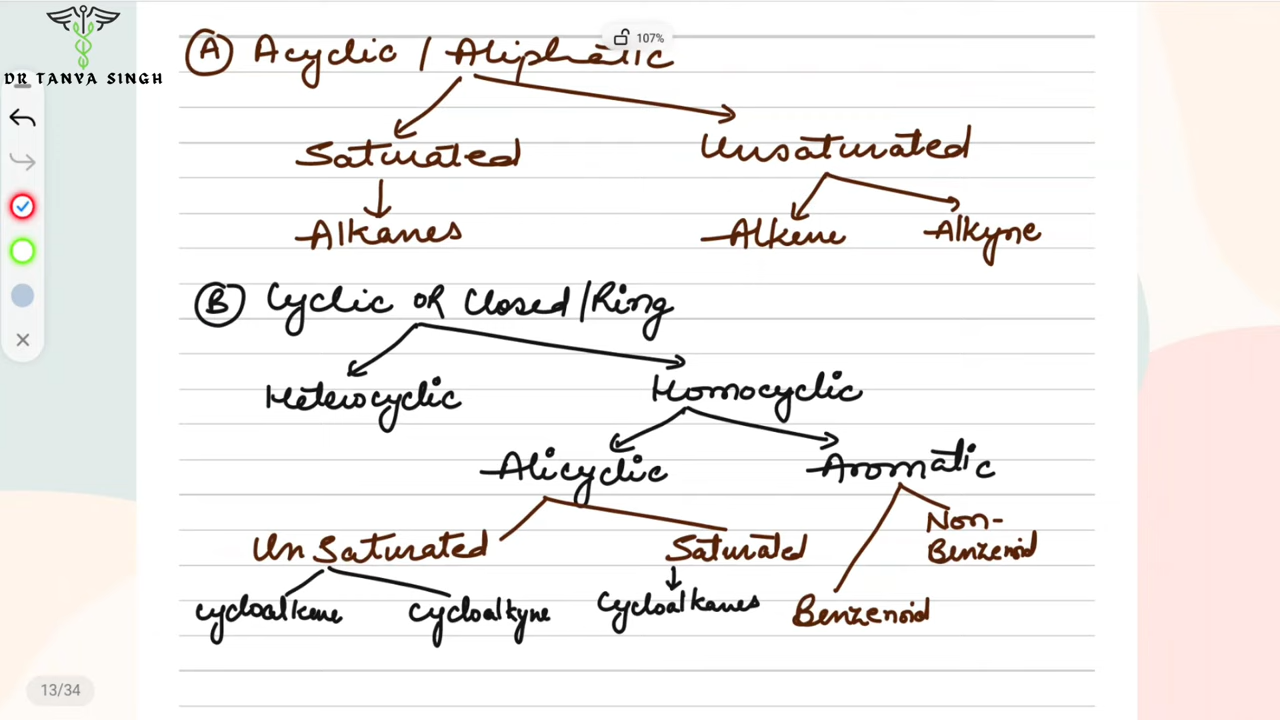 107%
DR TANYA SINGH
A Acyclic / Aliphatic
Saturated Unsaturated
Alkanes Alkene Alkyne
B Cyclic OR Closed/Ring
Heterocyclic Homocyclic
Alicyclic Aromatic
Non-
UnSaturated Saturated Benzenoid
cycloalkene cycloalkyne cycloalkanes Benzenoid
13/34